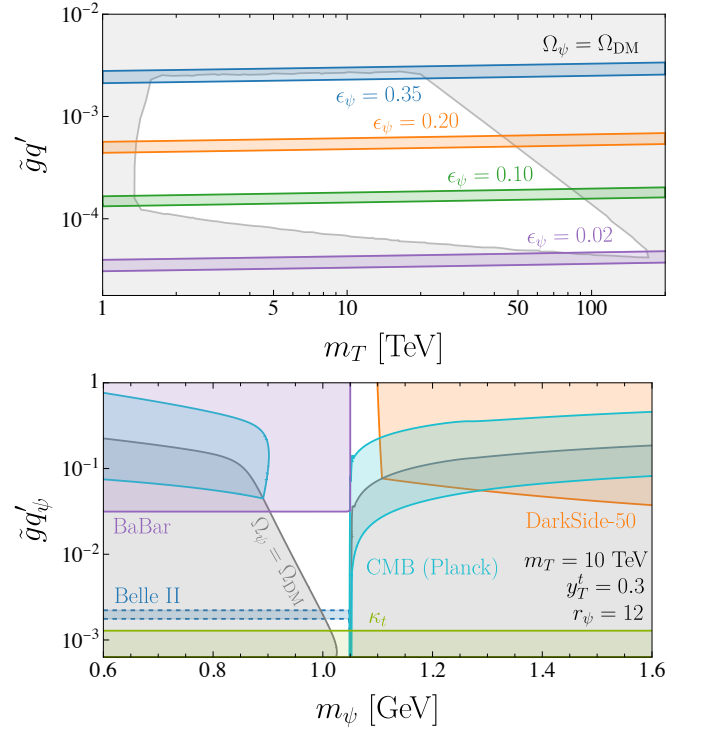 10⁻²
Ω_ψ = Ω_DM
ϵ_ψ = 0.35
10⁻³
ϵ_ψ = 0.20
g̃q′
ϵ_ψ = 0.10
10⁻⁴
ϵ_ψ = 0.02
1 5 10 50 100
m_T [TeV]
1
10⁻¹
g̃q′_ψ
BaBar
DarkSide-50
Ω_ψ = Ω_DM
10⁻²
CMB (Planck)
m_T = 10 TeV
y_T^t = 0.3
Belle II
r_ψ = 12
κ_t
10⁻³
0.6 0.8 1.0 1.2 1.4 1.6
m_ψ [GeV]